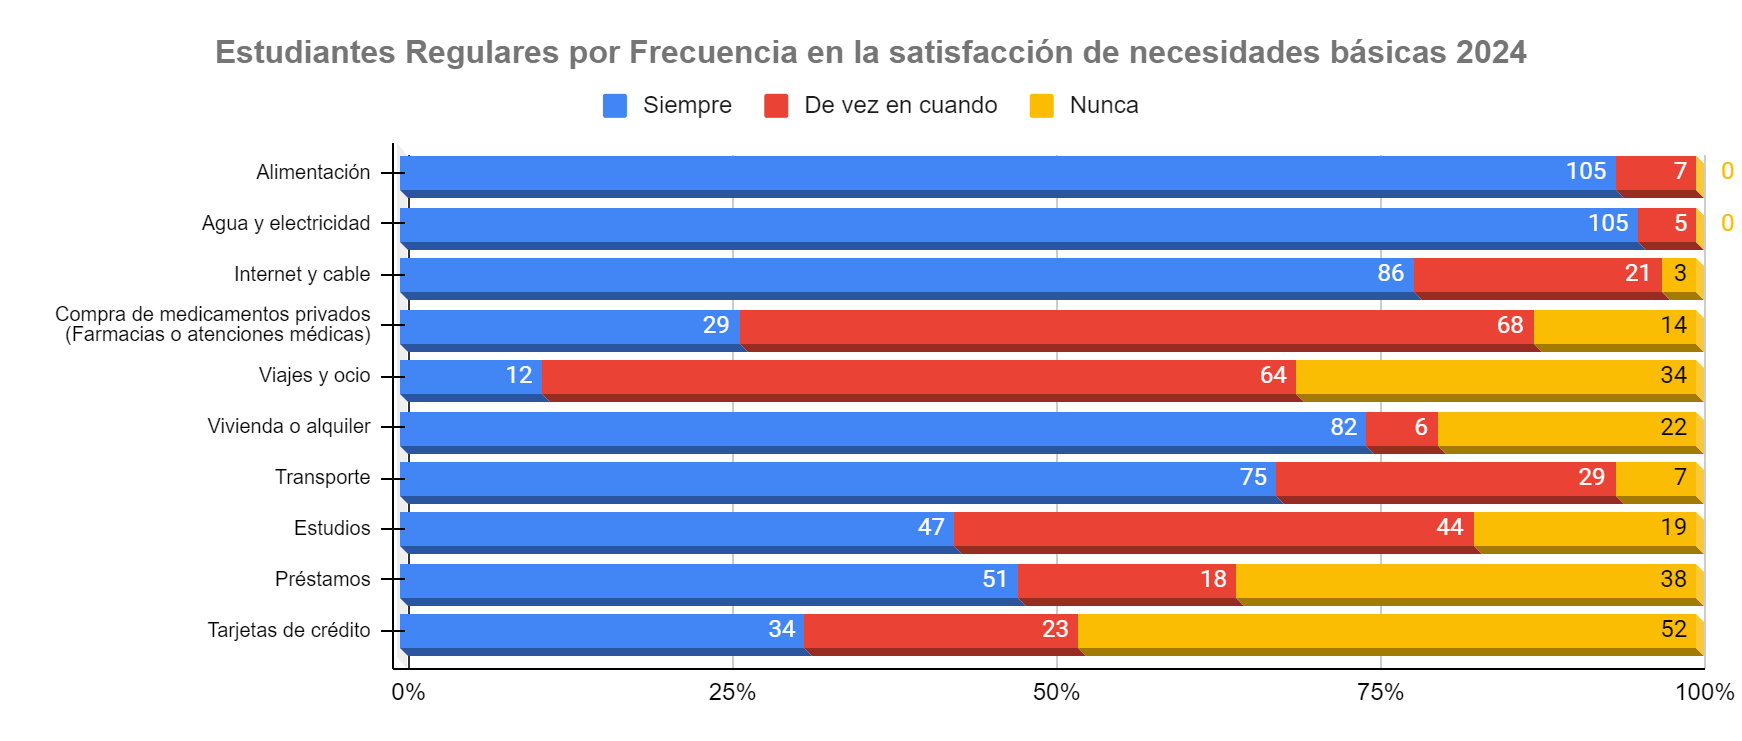 Estudiantes Regulares por Frecuencia en la satisfacción de necesidades básicas 2024
Siempre De vez en cuando Nunca
Alimentación 105 7 0
Agua y electricidad 105 5 0
Internet y cable 86 21 3
Compra de medicamentos privados
(Farmacias o atenciones médicas) 29 68 14
Viajes y ocio 12 64 34
Vivienda o alquiler 82 6 22
Transporte 75 29 7
Estudios 47 44 19
Préstamos 51 18 38
Tarjetas de crédito 34 23 52
0% 25% 50% 75% 100%